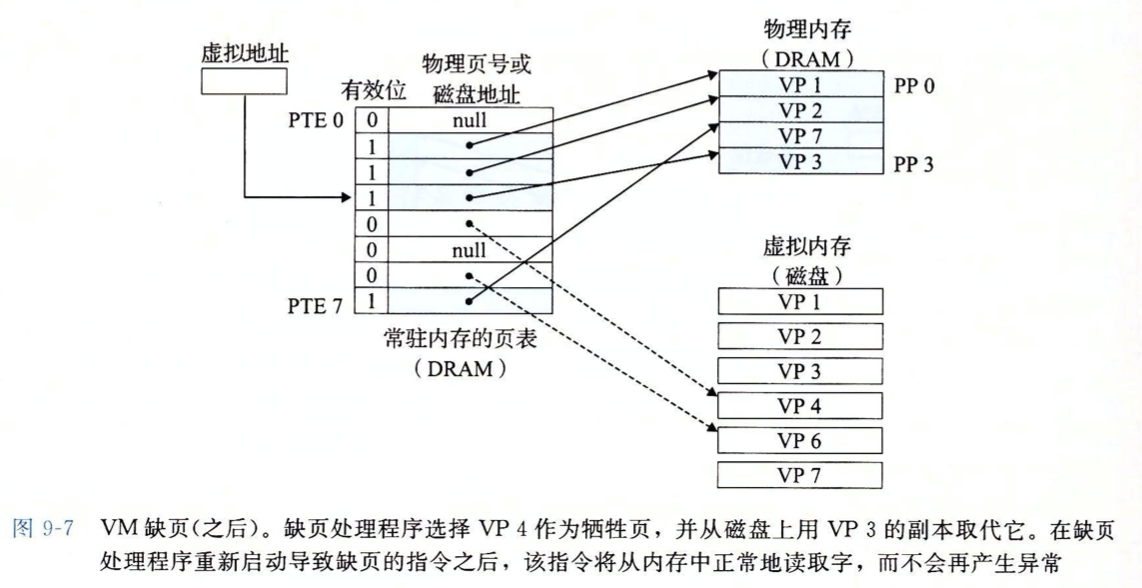 虚拟地址
有效位
物理页号或
磁盘地址
PTE 0 0 null
1
1
1
0
0 null
0
PTE 7 1
常驻内存的页表
（DRAM）
物理内存
（DRAM）
VP 1 PP 0
VP 2
VP 7
VP 3 PP 3
虚拟内存
（磁盘）
VP 1
VP 2
VP 3
VP 4
VP 6
VP 7
图 9-7 VM 缺页(之后)。缺页处理程序选择 VP 4 作为牺牲页，并从磁盘上用 VP 3 的副本取代它。在缺页
处理程序重新启动导致缺页的指令之后，该指令将从内存中正常地读取字，而不会再产生异常